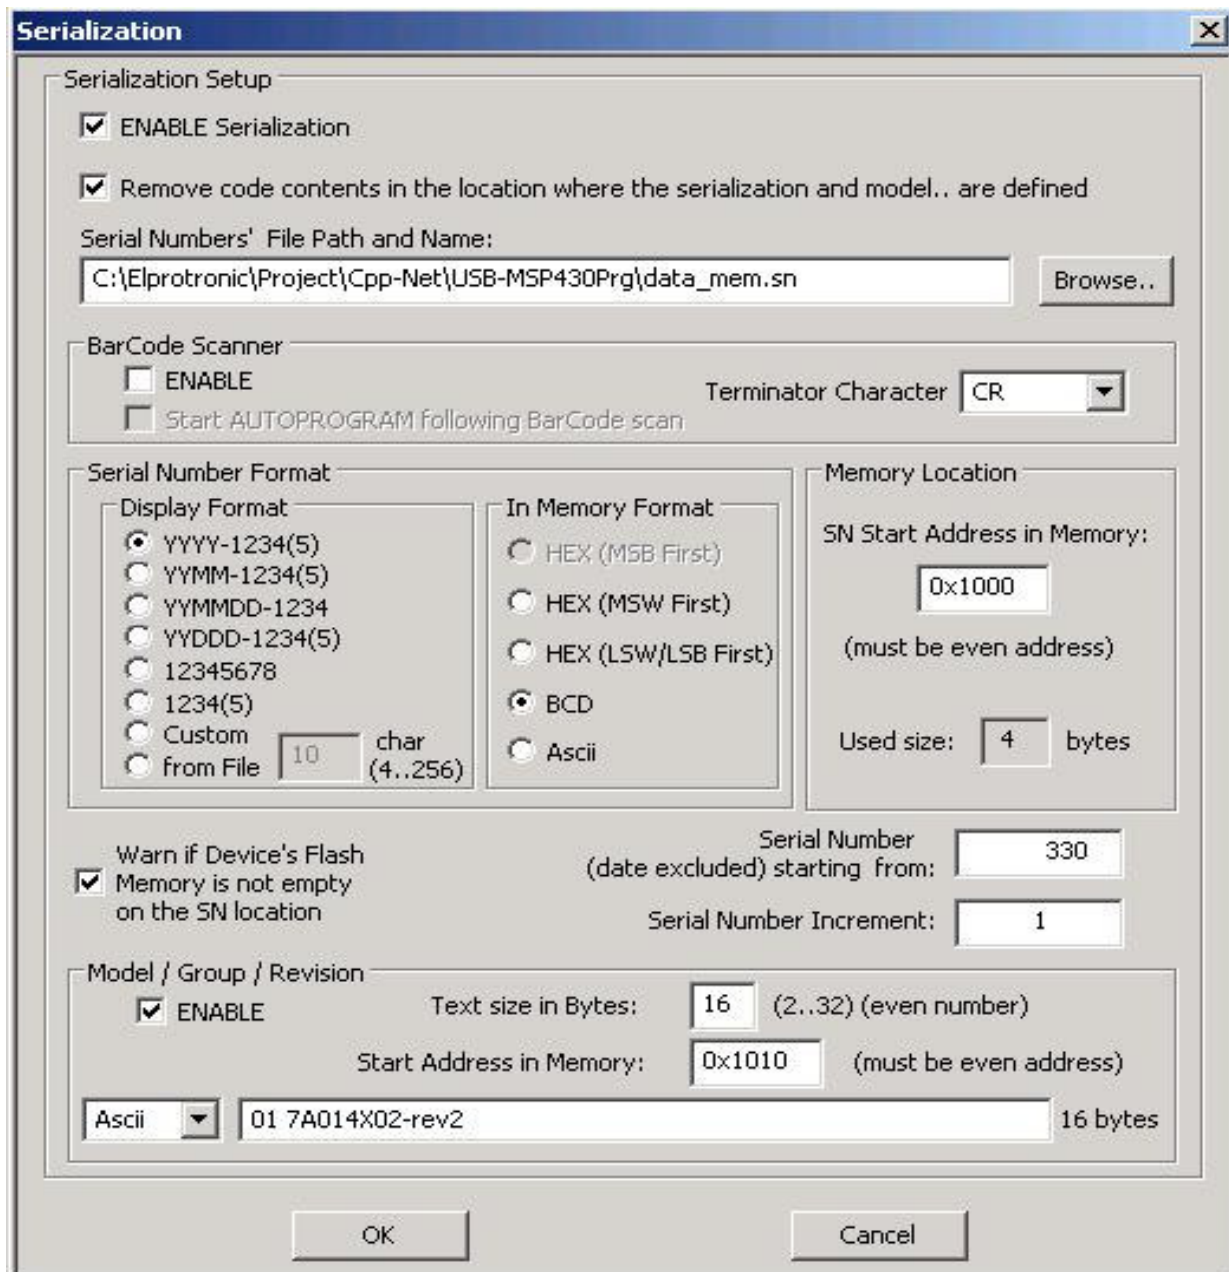 Serialization
Serialization Setup
ENABLE Serialization
Remove code contents in the location where the serialization and model.. are defined
Serial Numbers' File Path and Name:
C:\Elprotronic\Project\Cpp-Net\USB-MSP430Prg\data_mem.sn
Browse..
BarCode Scanner
ENABLE
Terminator Character
CR
Start AUTOPROGRAM following BarCode scan
Serial Number Format
Display Format
YYYY-1234(5)
YYMM-1234(5)
YYMMDD-1234
YYDDD-1234(5)
12345678
1234(5)
Custom
from File
10
char
(4..256)
In Memory Format
HEX (MSB First)
HEX (MSW First)
HEX (LSW/LSB First)
BCD
Ascii
Memory Location
SN Start Address in Memory:
0x1000
(must be even address)
Used size: 4 bytes
Warn if Device's Flash
Memory is not empty
on the SN location
Serial Number
(date excluded) starting from:
330
Serial Number Increment: 1
Model / Group / Revision
ENABLE
Text size in Bytes: 16 (2..32) (even number)
Start Address in Memory: 0x1010 (must be even address)
Ascii
01 7A014X02-rev2
16 bytes
OK
Cancel